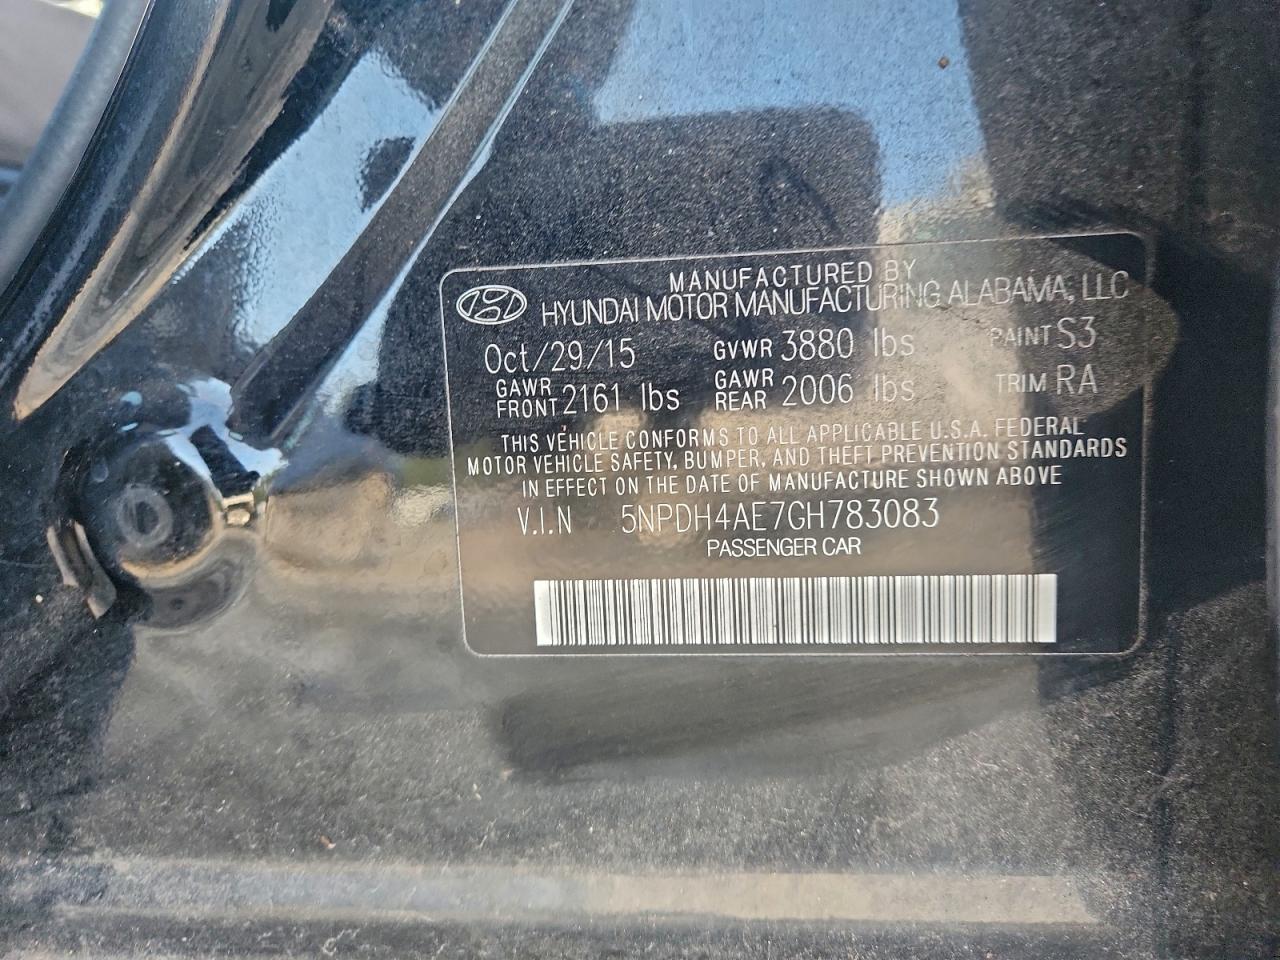 MANUFACTURED BY
HYUNDAI MOTOR MANUFACTURING ALABAMA, LLC
Oct/29/15 GVWR 3880 lbs PAINT S3
GAWR FRONT 2161 lbs GAWR REAR 2006 lbs TRIM RA
THIS VEHICLE CONFORMS TO ALL APPLICABLE U.S.A. FEDERAL
MOTOR VEHICLE SAFETY, BUMPER, AND THEFT PREVENTION STANDARDS
IN EFFECT ON THE DATE OF MANUFACTURE SHOWN ABOVE
V.I.N 5NPDH4AE7GH783083
PASSENGER CAR